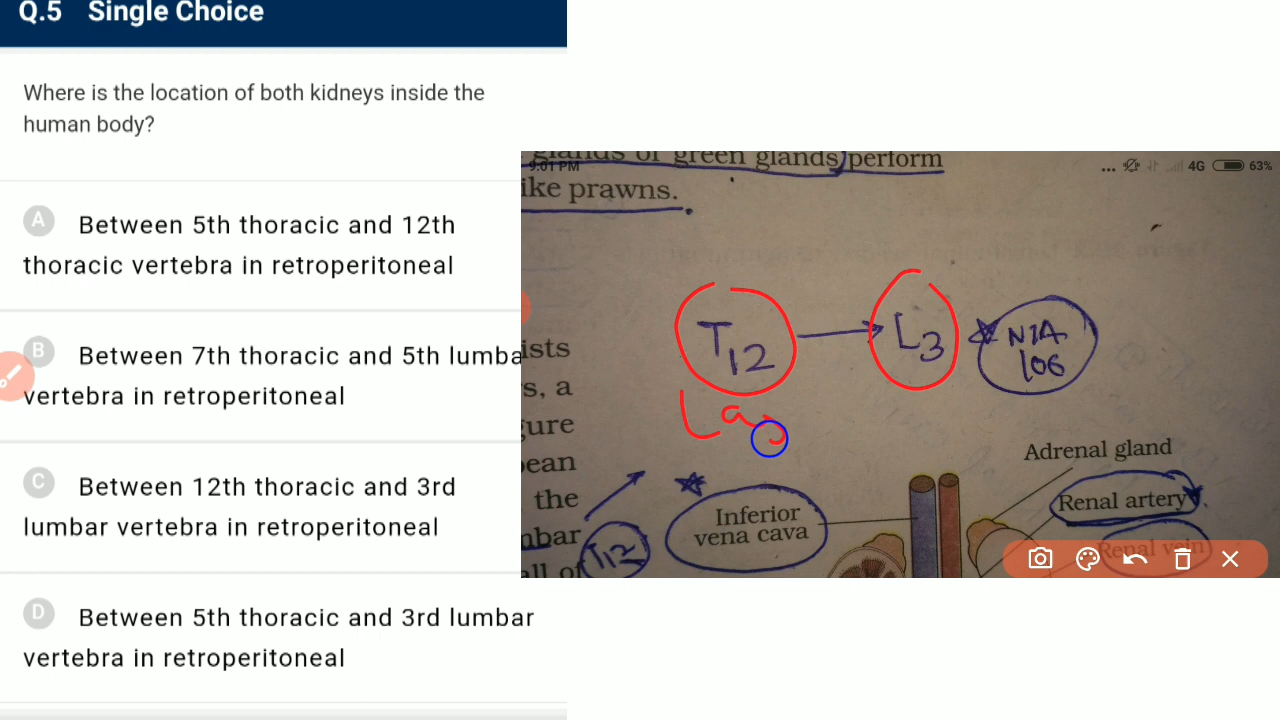 Q.5 Single Choice
Where is the location of both kidneys inside the
human body?
A Between 5th thoracic and 12th
thoracic vertebra in retroperitoneal
B Between 7th thoracic and 5th lumba
vertebra in retroperitoneal
C Between 12th thoracic and 3rd
lumbar vertebra in retroperitoneal
D Between 5th thoracic and 3rd lumbar
vertebra in retroperitoneal
glands or green glands) perform
9:01 PM
... 4G 63%
ike prawns.
T12 L3
106
ists
s, a
gure
ean
the
nbar
T12
all of
Adrenal gland
Inferior
vena cava
Renal artery
Renal vein